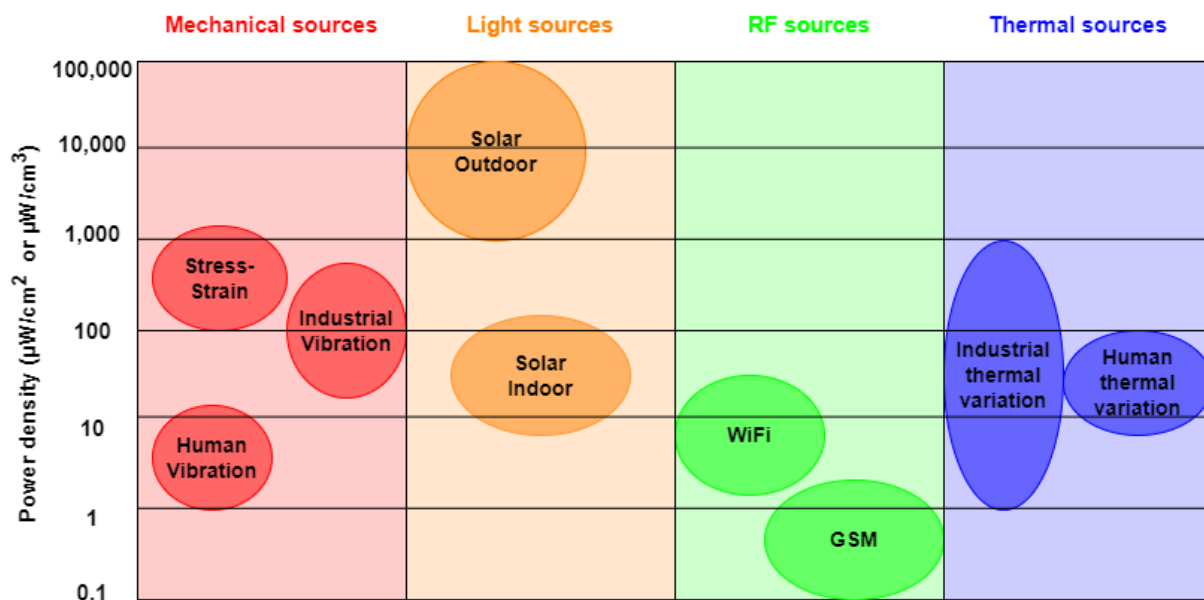 Mechanical sources
Light sources
RF sources
Thermal sources
Power density (µW/cm² or µW/cm³)
100,000
10,000
1,000
100
10
1
0.1
Stress-
Strain
Industrial
Vibration
Human
Vibration
Solar
Outdoor
Solar
Indoor
WiFi
GSM
Industrial
thermal
variation
Human
thermal
variation